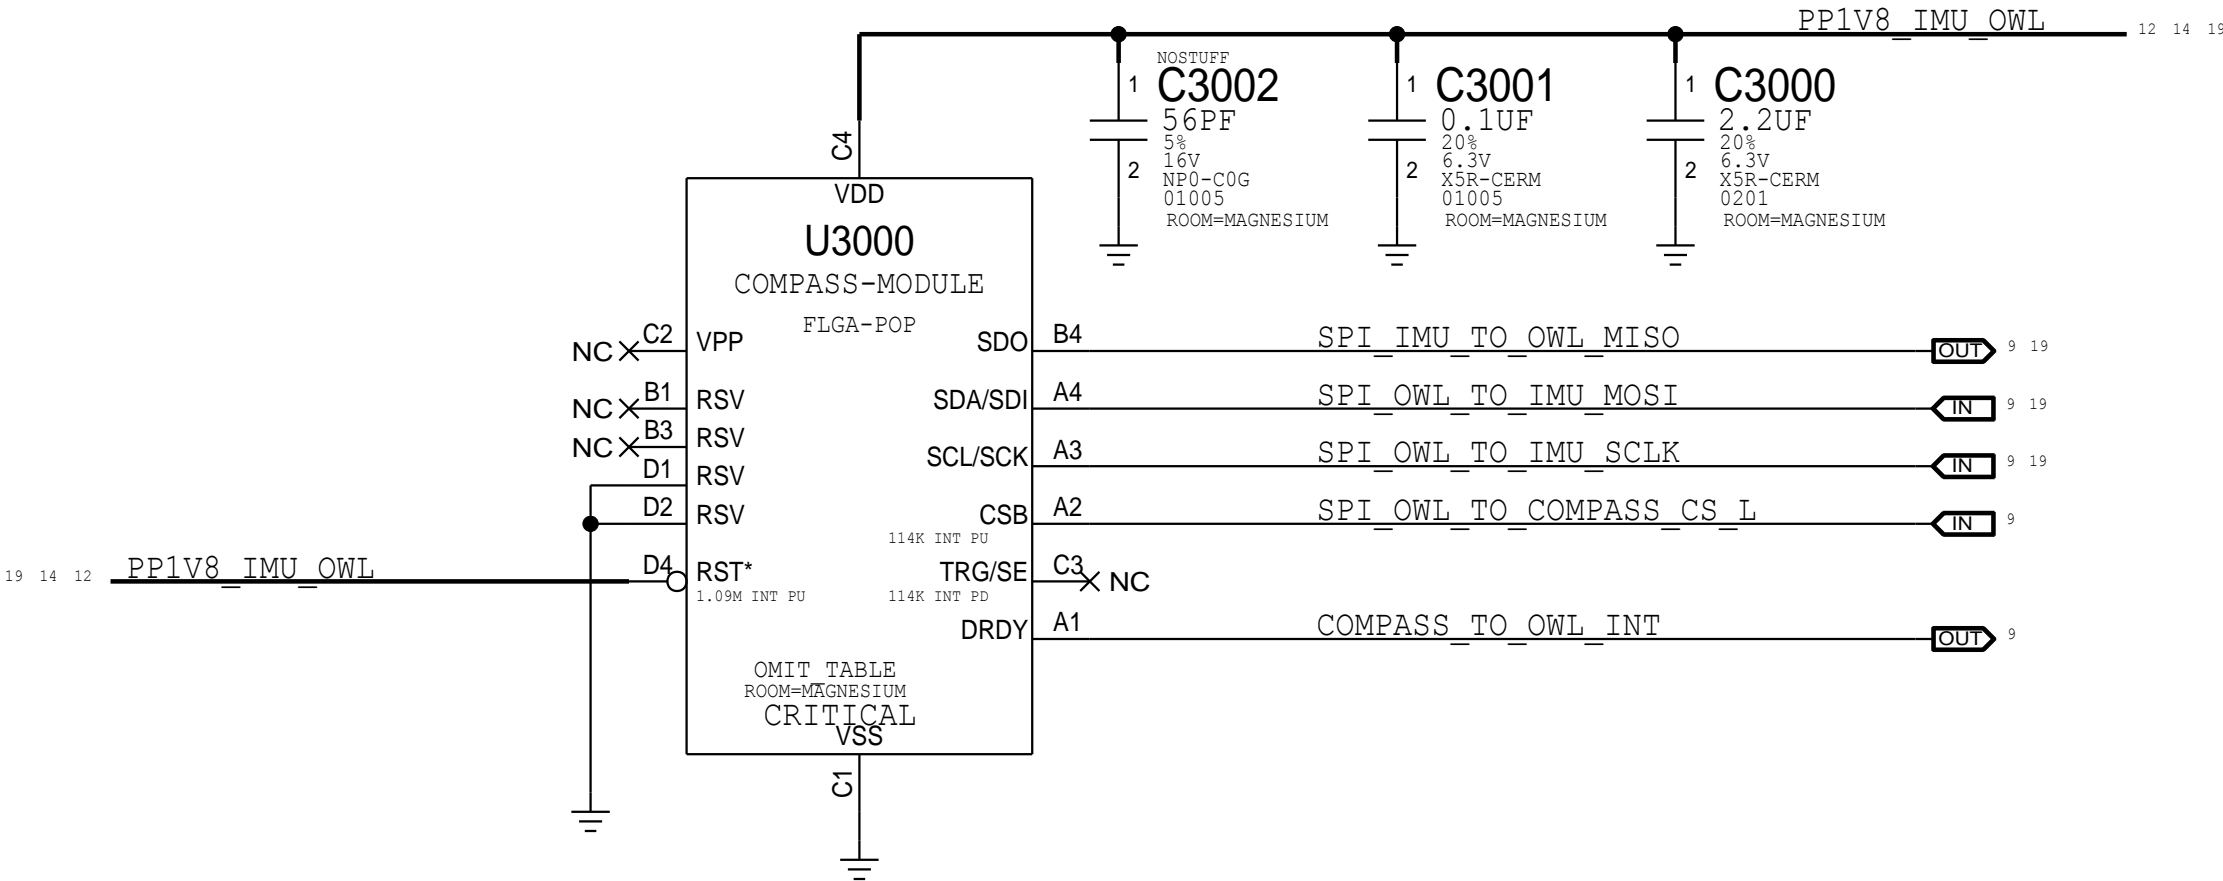 PP1V8_IMU_OWL 12 14 19
NOSTUFF
1 C3002
56PF
5%
16V
2 NP0-C0G
01005
ROOM=MAGNESIUM
1 C3001
0.1UF
20%
6.3V
2 X5R-CERM
01005
ROOM=MAGNESIUM
1 C3000
2.2UF
20%
6.3V
2 X5R-CERM
0201
ROOM=MAGNESIUM
C4
VDD
U3000
COMPASS-MODULE
FLGA-POP
NC C2 VPP
NC B1 RSV
NC B3 RSV
D1 RSV
D2 RSV
19 14 12 PP1V8_IMU_OWL D4 RST*
1.09M INT PU
SDO B4 SPI_IMU_TO_OWL_MISO OUT 9 19
SDA/SDI A4 SPI_OWL_TO_IMU_MOSI IN 9 19
SCL/SCK A3 SPI_OWL_TO_IMU_SCLK IN 9 19
CSB A2 SPI_OWL_TO_COMPASS_CS_L IN 9
114K INT PU
TRG/SE C3 NC
114K INT PD
DRDY A1 COMPASS_TO_OWL_INT OUT 9
OMIT_TABLE
ROOM=MAGNESIUM
CRITICAL
VSS
C1